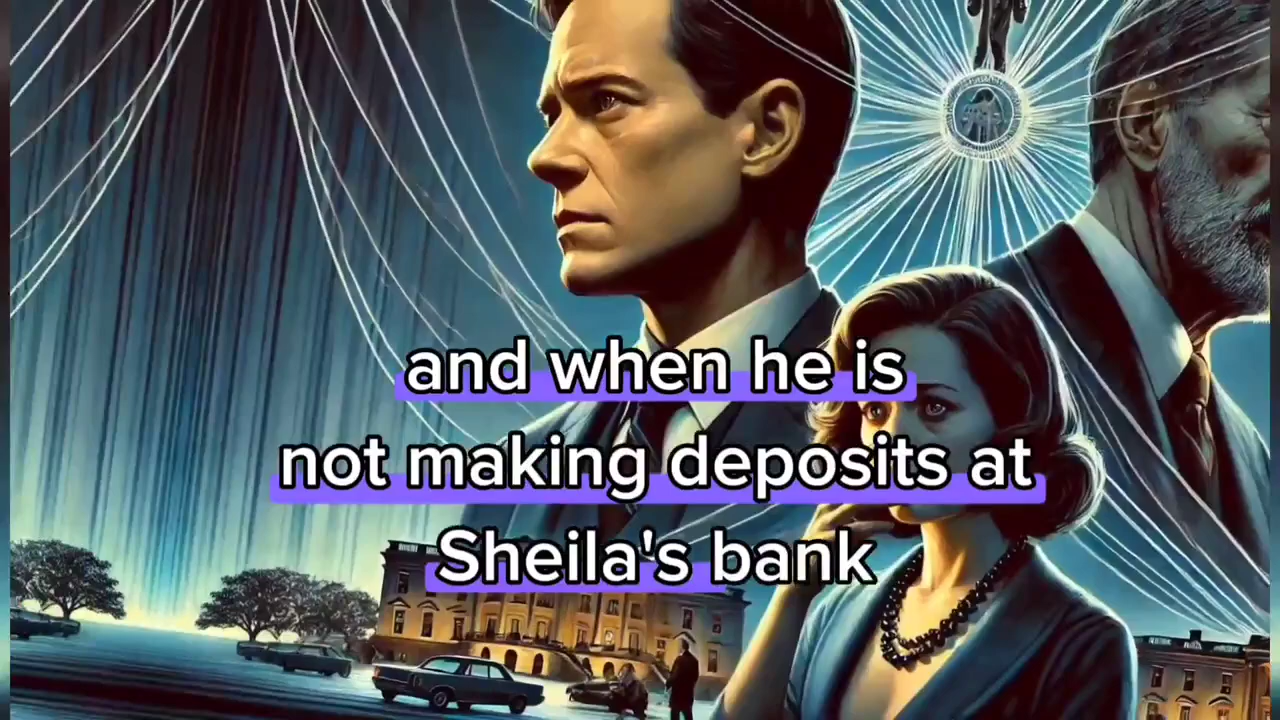 and when he is
not making deposits at
Sheila's bank